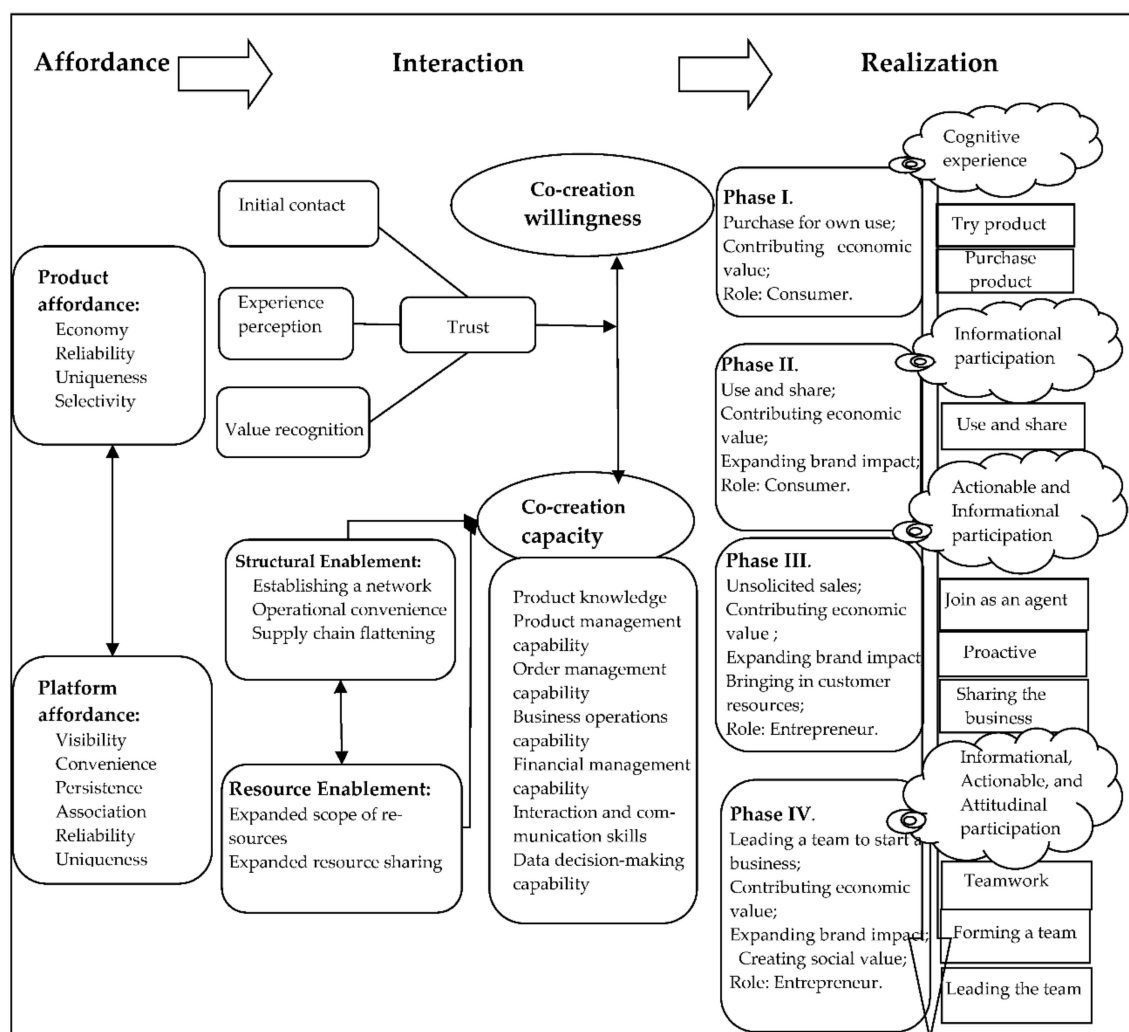 Affordance
Interaction
Realization
Product
affordance:
Economy
Reliability
Uniqueness
Selectivity
Platform
affordance:
Visibility
Convenience
Persistence
Association
Reliability
Uniqueness
Initial contact
Experience
perception
Value recognition
Trust
Co-creation
willingness
Co-creation
capacity
Structural Enablement:
Establishing a network
Operational convenience
Supply chain flattening
Resource Enablement:
Expanded scope of re-
sources
Expanded resource sharing
Product knowledge
Product management
capability
Order management
capability
Business operations
capability
Financial management
capability
Interaction and com-
munication skills
Data decision-making
capability
Phase I.
Purchase for own use;
Contributing economic
value;
Role: Consumer.
Phase II.
Use and share;
Contributing economic
value;
Expanding brand impact;
Role: Consumer.
Phase III.
Unsolicited sales;
Contributing economic
value ;
Expanding brand impact
Bringing in customer
resources;
Role: Entrepreneur.
Phase IV.
Leading a team to start a
business;
Contributing economic
value;
Expanding brand impact;
Creating social value;
Role: Entrepreneur.
Cognitive
experience
Try product
Purchase
product
Informational
participation
Use and share
Actionable and
Informational
participation
Join as an agent
Proactive
Sharing the
business
Informational,
Actionable, and
Attitudinal
participation
Teamwork
Forming a team
Leading the team